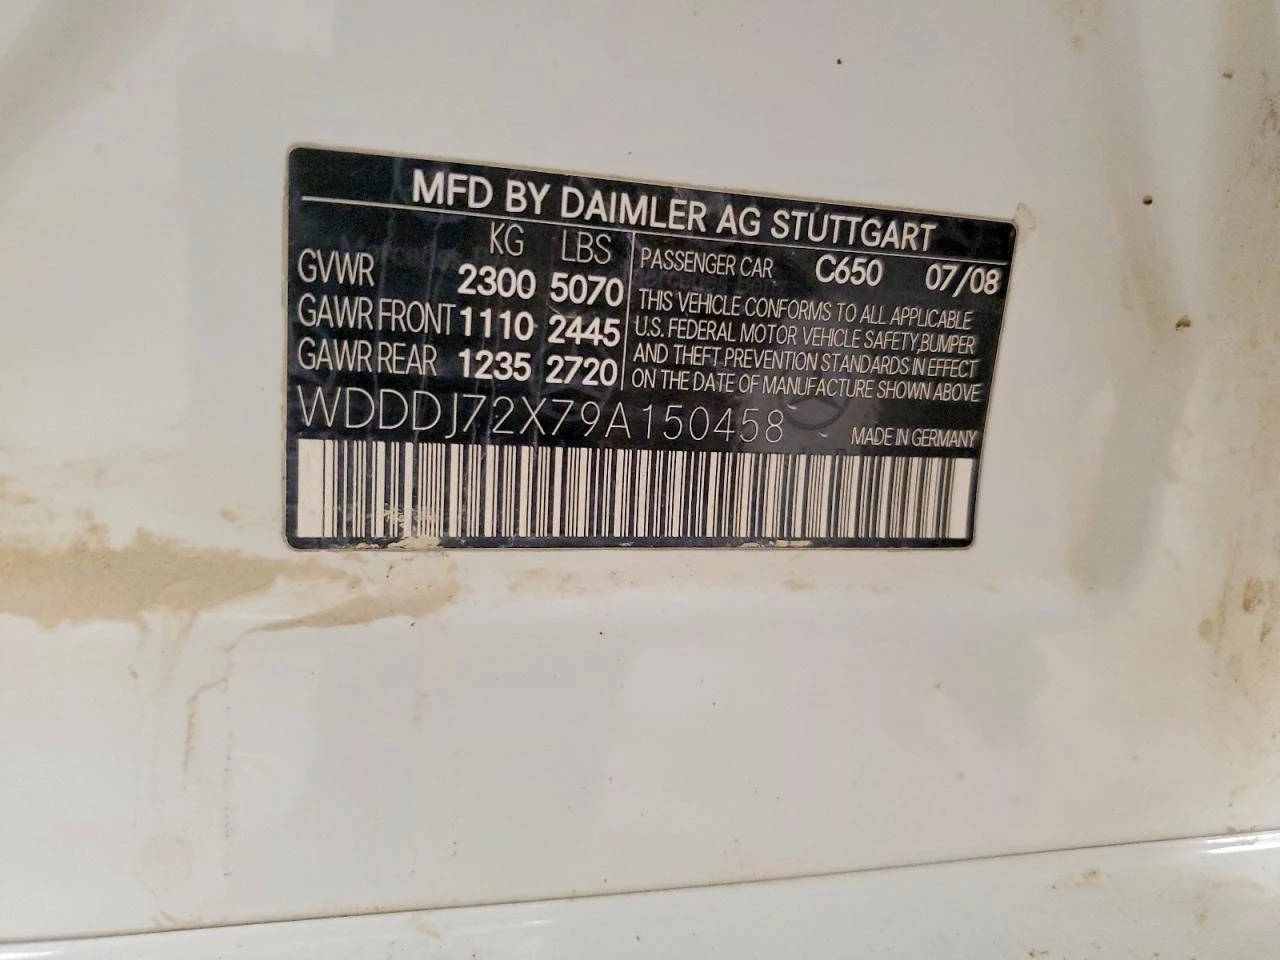 MFD BY DAIMLER AG STUTTGART
KG LBS
GVWR 2300 5070
GAWR FRONT 1110 2445
GAWR REAR 1235 2720
PASSENGER CAR C650 07/08
THIS VEHICLE CONFORMS TO ALL APPLICABLE
U.S. FEDERAL MOTOR VEHICLE SAFETY,BUMPER
AND THEFT PREVENTION STANDARDS IN EFFECT
ON THE DATE OF MANUFACTURE SHOWN ABOVE
WDDDJ72X79A150458
MADE IN GERMANY